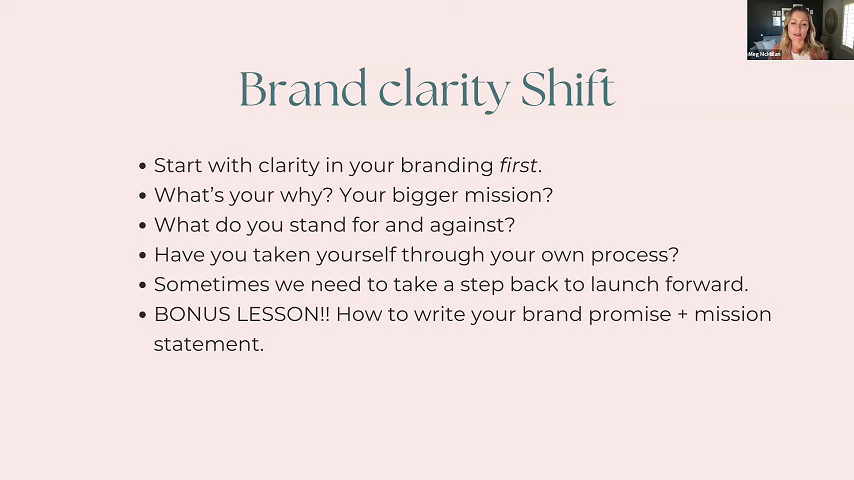 Meg McMillan
Brand clarity Shift
• Start with clarity in your branding first.
• What's your why? Your bigger mission?
• What do you stand for and against?
• Have you taken yourself through your own process?
• Sometimes we need to take a step back to launch forward.
• BONUS LESSON!! How to write your brand promise + mission
statement.